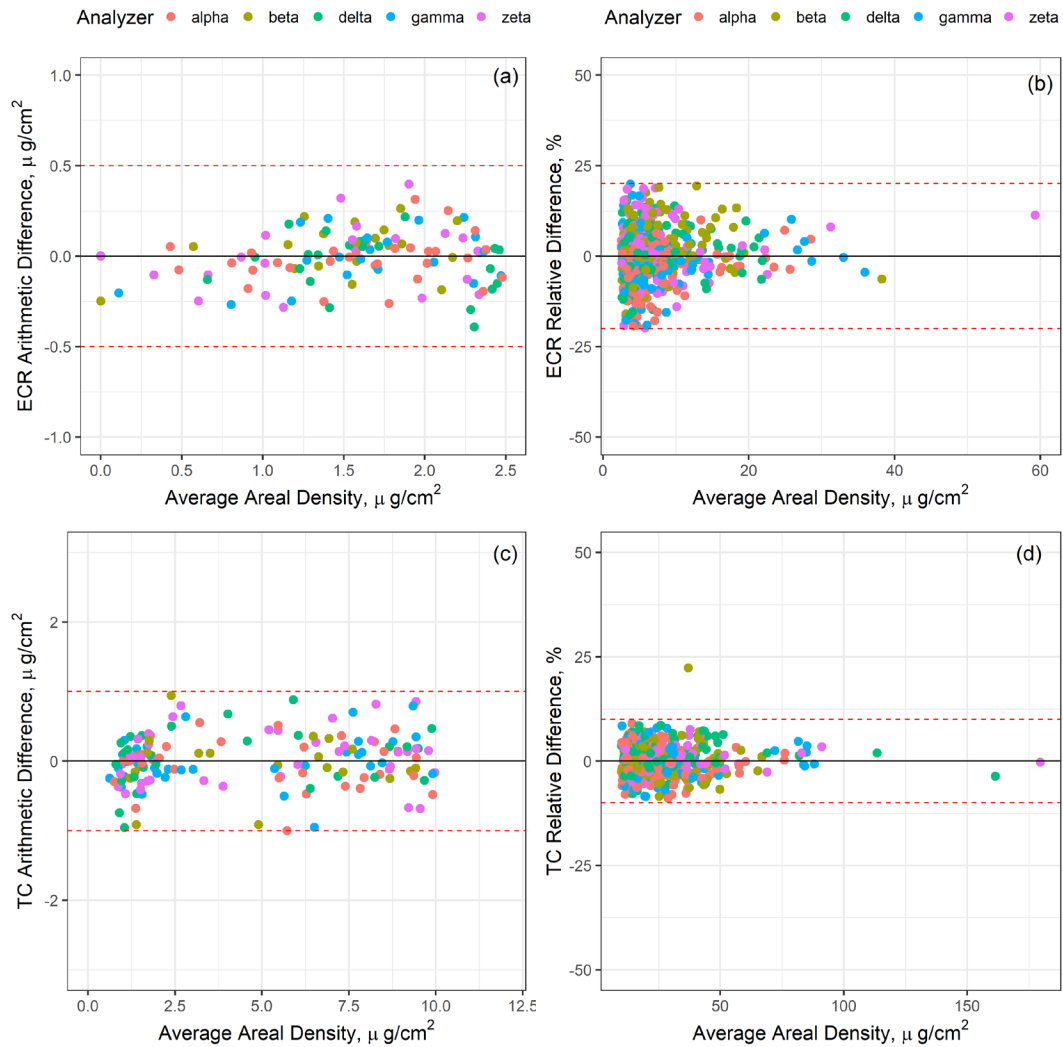 Analyzer alpha beta delta gamma zeta
Analyzer alpha beta delta gamma zeta
(a)
ECR Arithmetic Difference, μ g/cm²
1.0
0.5
0.0
-0.5
-1.0
0.0 0.5 1.0 1.5 2.0 2.5
Average Areal Density, μ g/cm²
(b)
ECR Relative Difference, %
50
25
0
-25
-50
0 20 40 60
Average Areal Density, μ g/cm²
(c)
TC Arithmetic Difference, μ g/cm²
2
0
-2
0.0 2.5 5.0 7.5 10.0 12.5
Average Areal Density, μ g/cm²
(d)
TC Relative Difference, %
50
25
0
-25
-50
50 100 150
Average Areal Density, μ g/cm²